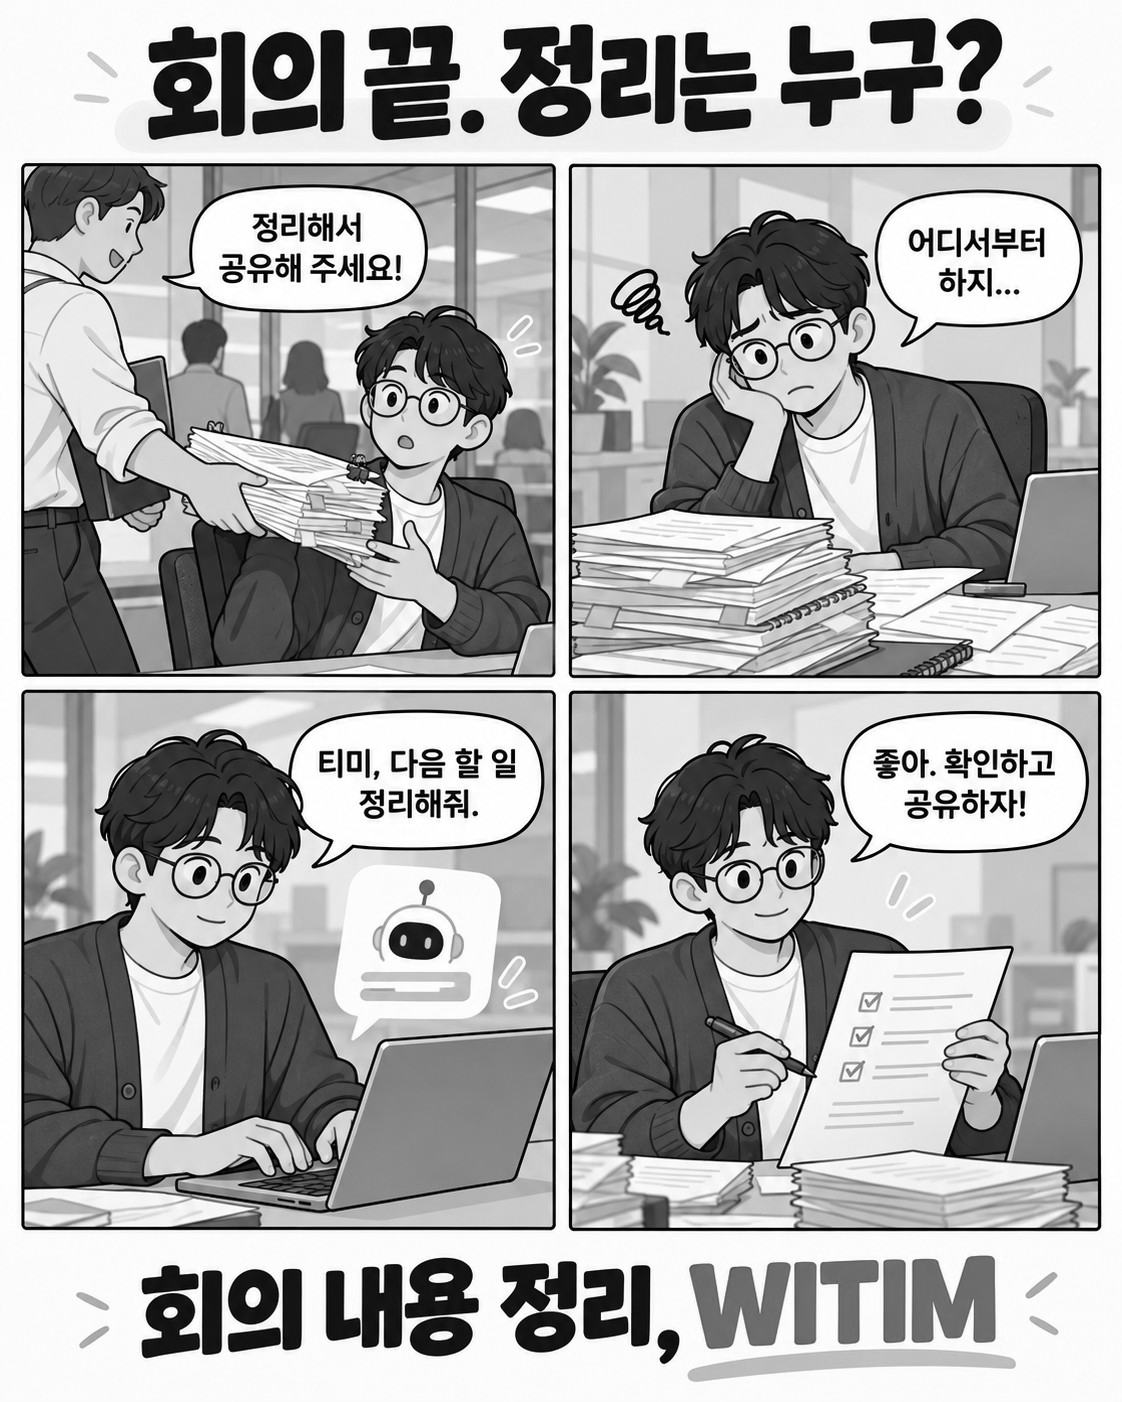 회의 끝. 정리는 누구?
정리해서
공유해 주세요!
어디서부터
하지...
티미, 다음 할 일
정리해줘.
좋아. 확인하고
공유하자!
회의 내용 정리, WITIM